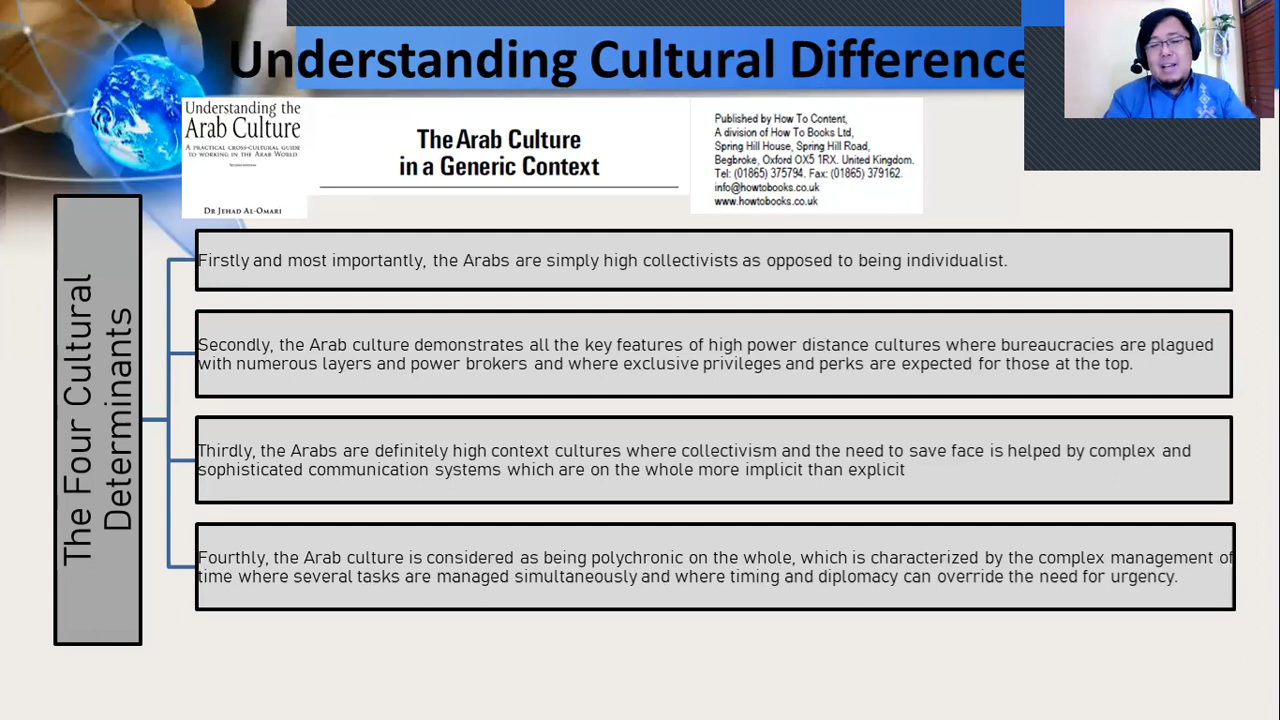 Understanding Cultural Difference
Understanding the
Arab Culture
A PRACTICAL CROSS-CULTURAL GUIDE
TO WORKING IN THE ARAB WORLD
DR JEHAD AL-OMARI
The Arab Culture
in a Generic Context
Published by How To Content,
A division of How To Books Ltd,
Spring Hill House, Spring Hill Road,
Begbroke, Oxford OX5 1RX. United Kingdom.
Tel: (01865) 375794. Fax: (01865) 379162.
info@howtobooks.co.uk
www.howtobooks.co.uk
The Four Cultural
Determinants
Firstly and most importantly, the Arabs are simply high collectivists as opposed to being individualist.
Secondly, the Arab culture demonstrates all the key features of high power distance cultures where bureaucracies are plagued
with numerous layers and power brokers and where exclusive privileges and perks are expected for those at the top.
Thirdly, the Arabs are definitely high context cultures where collectivism and the need to save face is helped by complex and
sophisticated communication systems which are on the whole more implicit than explicit
Fourthly, the Arab culture is considered as being polychronic on the whole, which is characterized by the complex management of
time where several tasks are managed simultaneously and where timing and diplomacy can override the need for urgency.